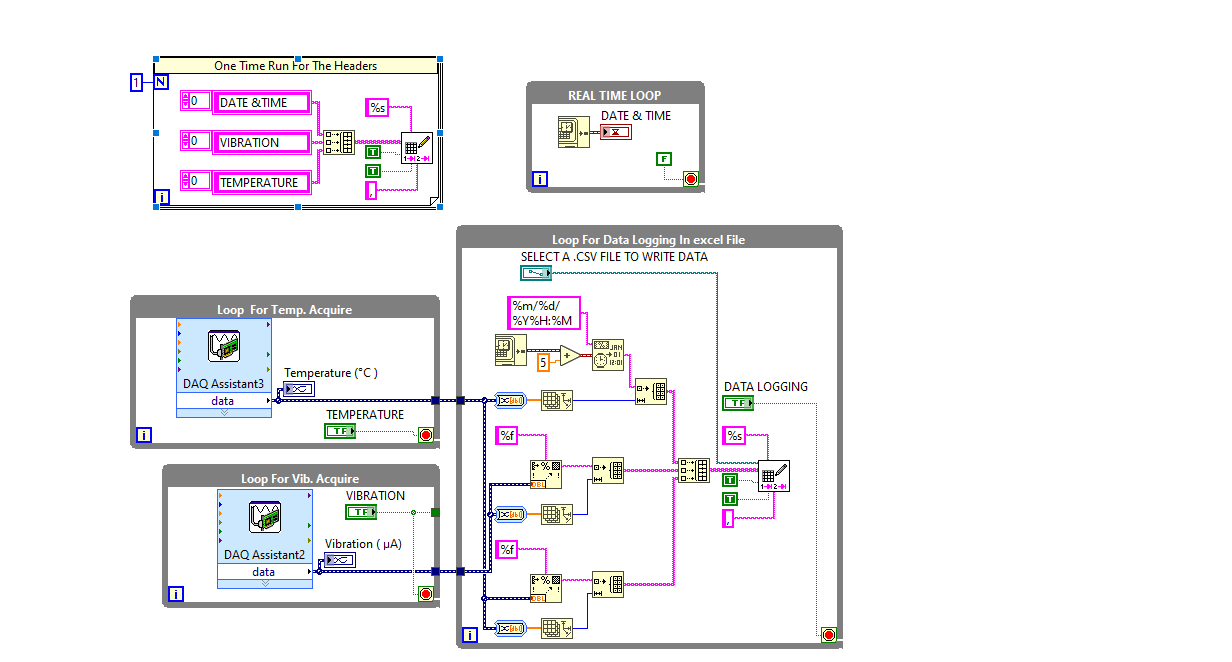 One Time Run For The Headers
1
N
0
DATE &TIME
%s
0
VIBRATION
T
T
0
TEMPERATURE
,
i
REAL TIME LOOP
DATE & TIME
F
i
Loop For Data Logging In excel File
SELECT A .CSV FILE TO WRITE DATA
%m/%d/
%Y%H:%M
5
DATA LOGGING
TF
%f
%s
T
T
,
%f
i
Loop For Temp. Acquire
DAQ Assistant3
data
Temperature (°C )
TEMPERATURE
TF
i
Loop For Vib. Acquire
VIBRATION
TF
DAQ Assistant2
data
Vibration ( µA)
i